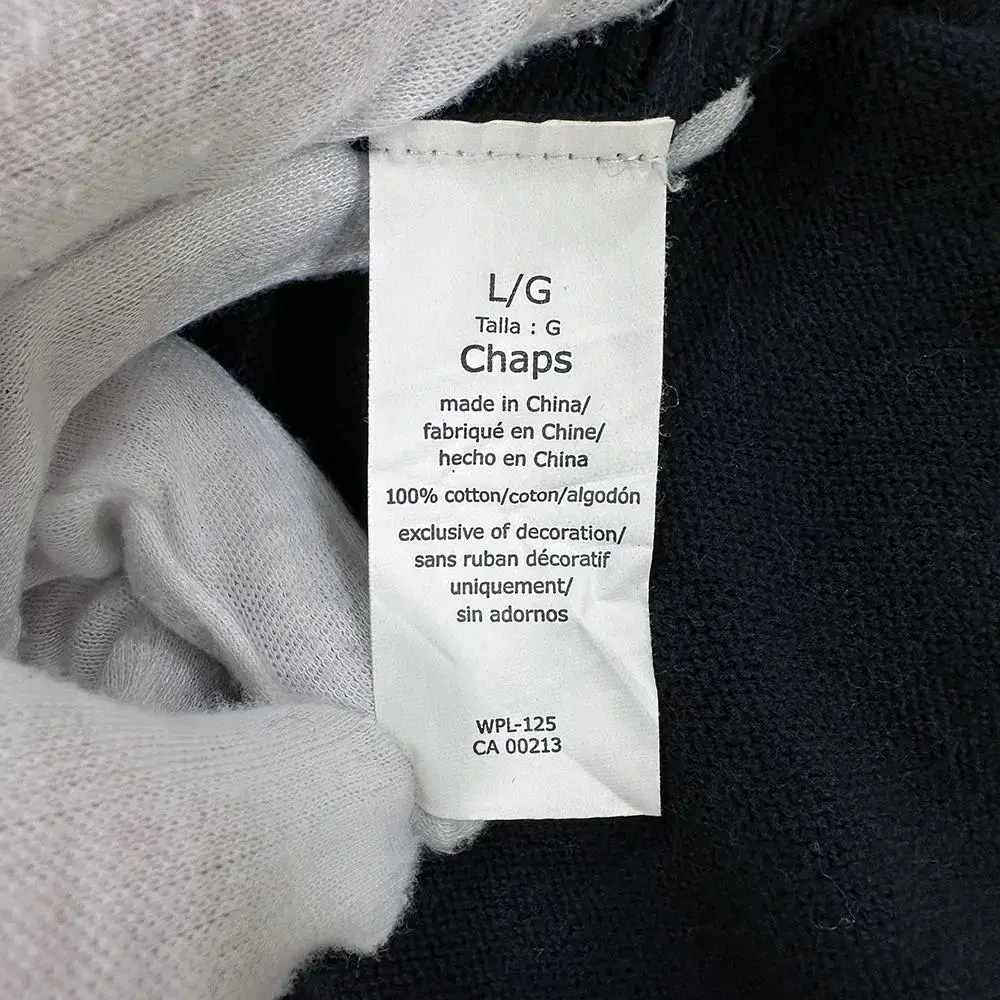 L/G
Talla : G
Chaps
made in China/
fabriqué en Chine/
hecho en China
100% cotton/coton/algodón
exclusive of decoration/
sans ruban décoratif
uniquement/
sin adornos
WPL-125
CA 00213